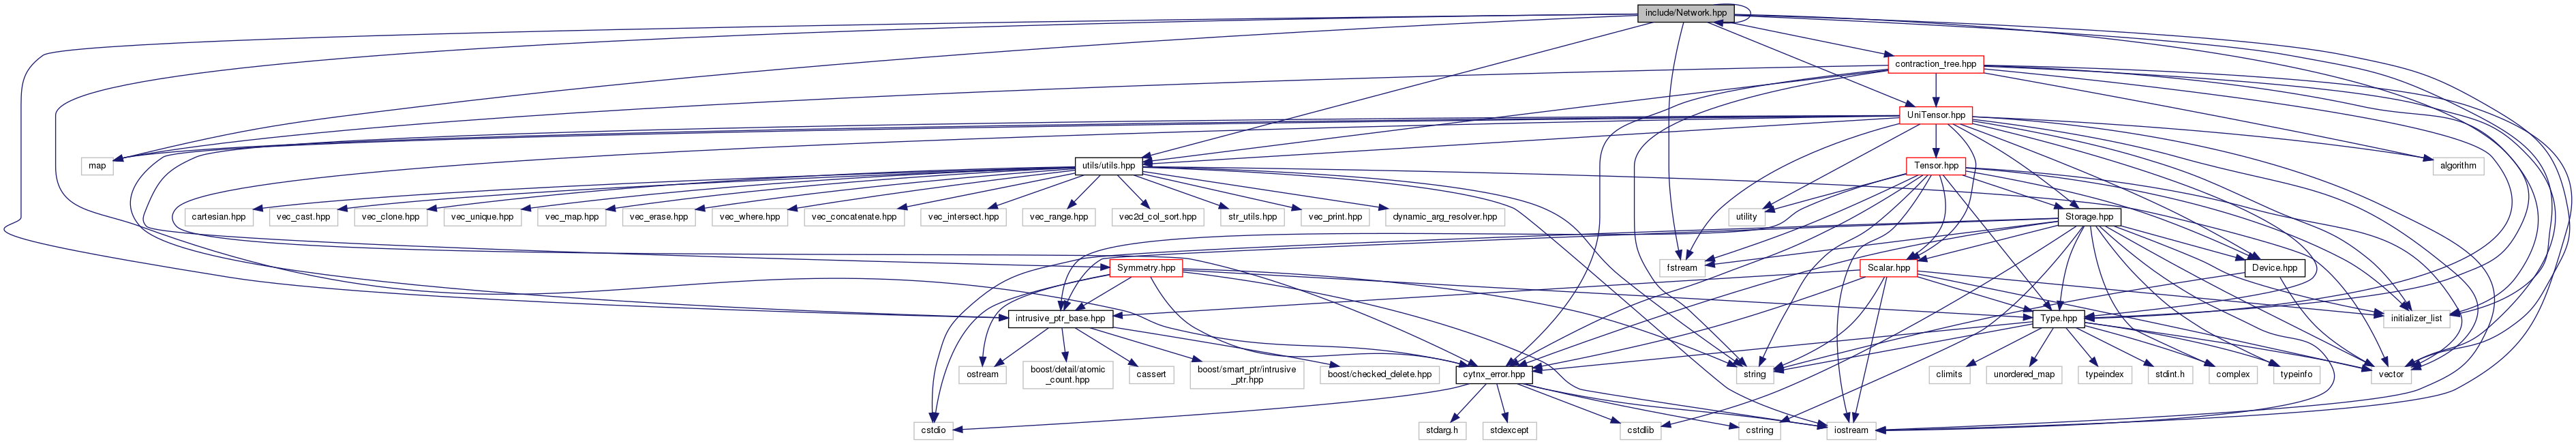 include/Network.hpp
contraction_tree.hpp
UniTensor.hpp
map
utils/utils.hpp
Tensor.hpp
algorithm
cartesian.hpp
vec_cast.hpp
vec_clone.hpp
vec_unique.hpp
vec_map.hpp
vec_erase.hpp
vec_where.hpp
vec_concatenate.hpp
vec_intersect.hpp
vec_range.hpp
vec2d_col_sort.hpp
str_utils.hpp
vec_print.hpp
dynamic_arg_resolver.hpp
utility
Storage.hpp
Symmetry.hpp
fstream
Scalar.hpp
Device.hpp
intrusive_ptr_base.hpp
Type.hpp
initializer_list
ostream
boost/detail/atomic
_count.hpp
cassert
boost/smart_ptr/intrusive
_ptr.hpp
boost/checked_delete.hpp
cytnx_error.hpp
string
climits
unordered_map
typeindex
stdint.h
complex
typeinfo
vector
cstdio
stdarg.h
stdexcept
cstdlib
cstring
iostream